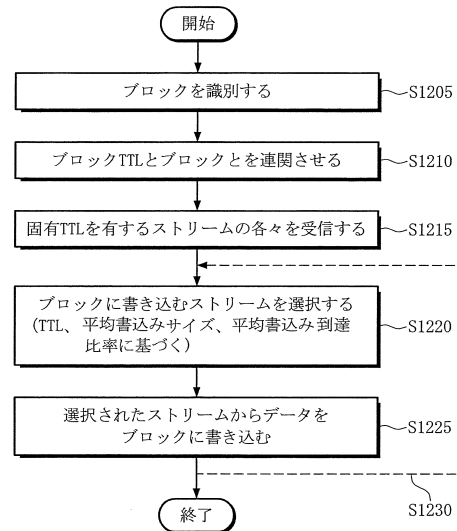 開始
ブロックを識別する
S1205
ブロックTTLとブロックとを連関させる
S1210
固有TTLを有するストリームの各々を受信する
S1215
ブロックに書き込むストリームを選択する
(TTL、平均書込みサイズ、平均書込み到達
比率に基づく)
S1220
選択されたストリームからデータを
ブロックに書き込む
S1225
S1230
終了